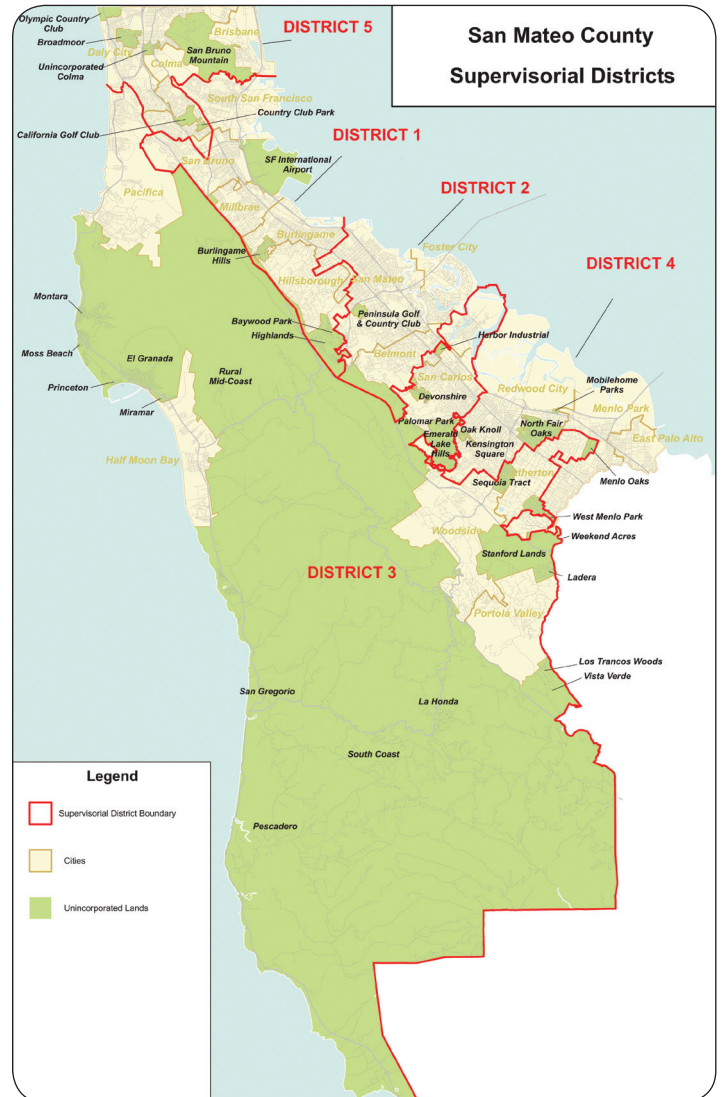 San Mateo County
Supervisorial Districts
Olympic Country
Club
Broadmoor
Daly City
Unincorporated
Colma
Colma
San Bruno
Mountain
Brisbane
DISTRICT 5
South San Francisco
Country Club Park
California Golf Club
San Bruno
SF International
Airport
DISTRICT 1
DISTRICT 2
Pacifica
Millbrae
Burlingame
Foster City
Burlingame
Hills
Hillsborough
San Mateo
DISTRICT 4
Montara
Baywood Park
Highlands
Peninsula Golf
& Country Club
Harbor Industrial
Belmont
Moss Beach
El Granada
Rural
Mid-Coast
San Carlos
Redwood City
Mobilehome
Parks
Princeton
Miramar
Devonshire
Menlo Park
Palomar Park
Oak Knoll
North Fair
Oaks
East Palo Alto
Emerald
Lake
Hills
Kensington
Square
Half Moon Bay
Atherton
Menlo Oaks
Sequoia Tract
West Menlo Park
Woodside
Weekend Acres
Stanford Lands
DISTRICT 3
Ladera
Portola Valley
Los Trancos Woods
Vista Verde
San Gregorio
La Honda
South Coast
Pescadero
Legend
Supervisorial District Boundary
Cities
Unincorporated Lands